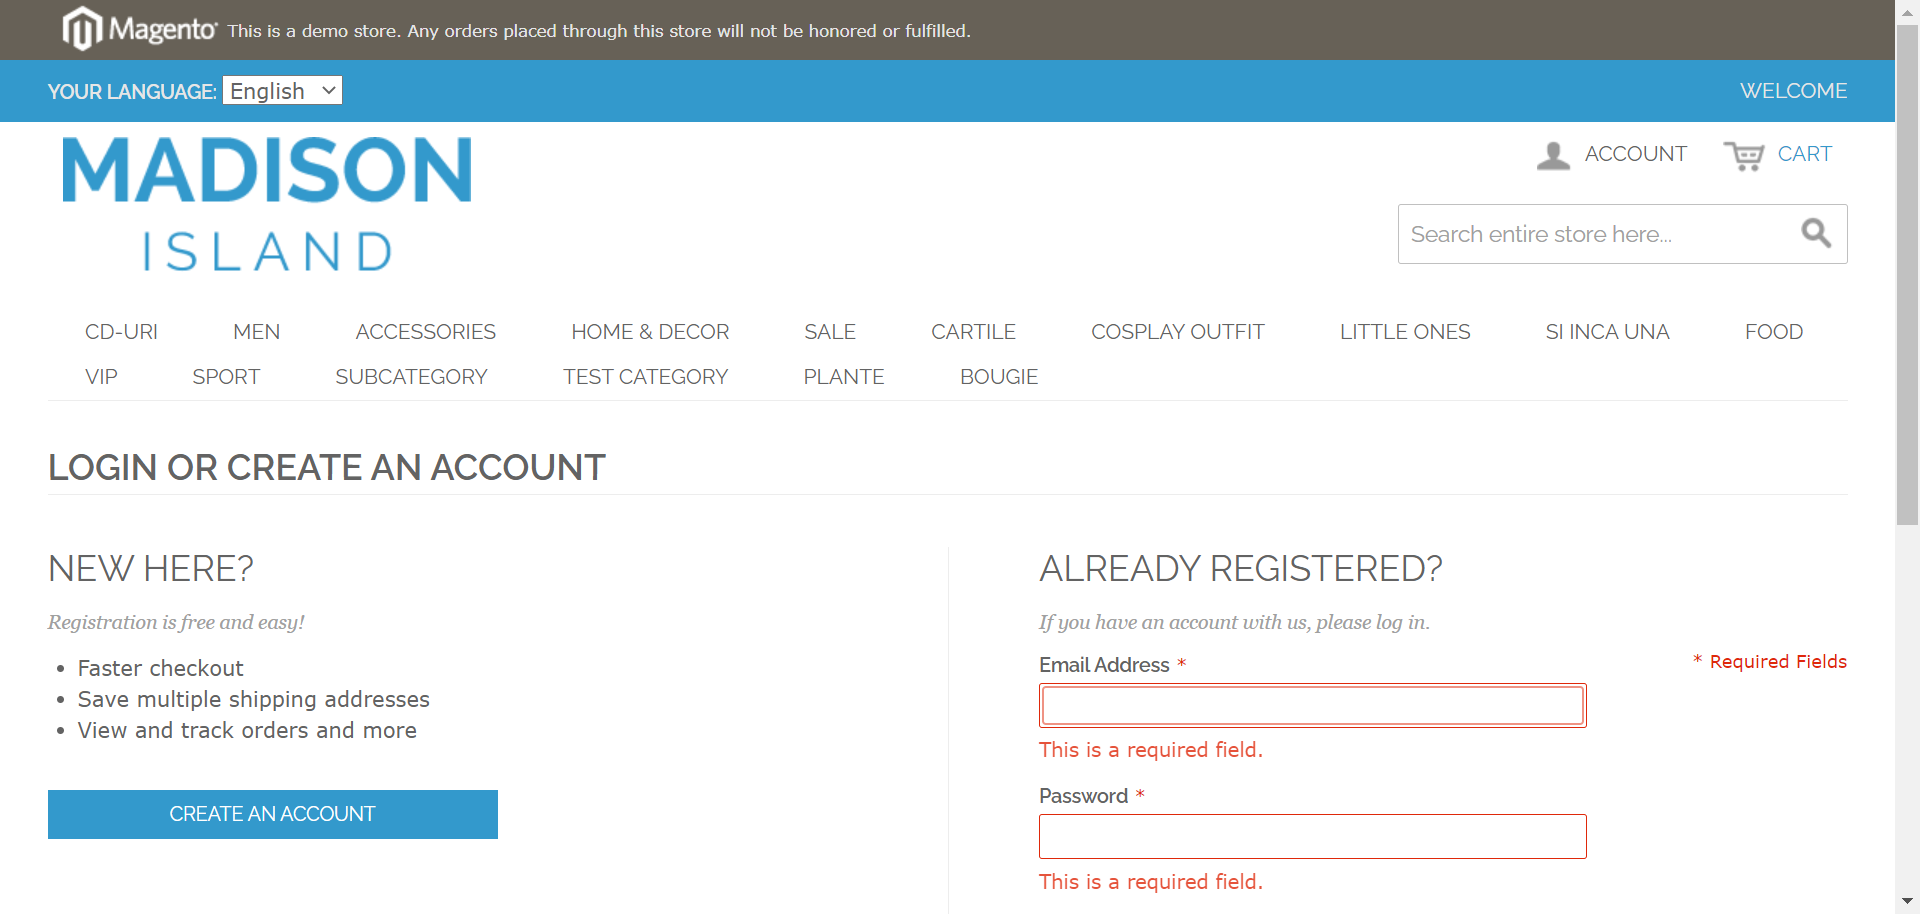 Magento This is a demo store. Any orders placed through this store will not be honored or fulfilled.
YOUR LANGUAGE: English WELCOME
MADISON
ISLAND
ACCOUNT CART
Search entire store here...
CD-URI MEN ACCESSORIES HOME & DECOR SALE CARTILE COSPLAY OUTFIT LITTLE ONES SI INCA UNA FOOD
VIP SPORT SUBCATEGORY TEST CATEGORY PLANTE BOUGIE
LOGIN OR CREATE AN ACCOUNT
NEW HERE?
Registration is free and easy!
• Faster checkout
• Save multiple shipping addresses
• View and track orders and more
CREATE AN ACCOUNT
ALREADY REGISTERED?
If you have an account with us, please log in.
Email Address * * Required Fields
This is a required field.
Password *
This is a required field.